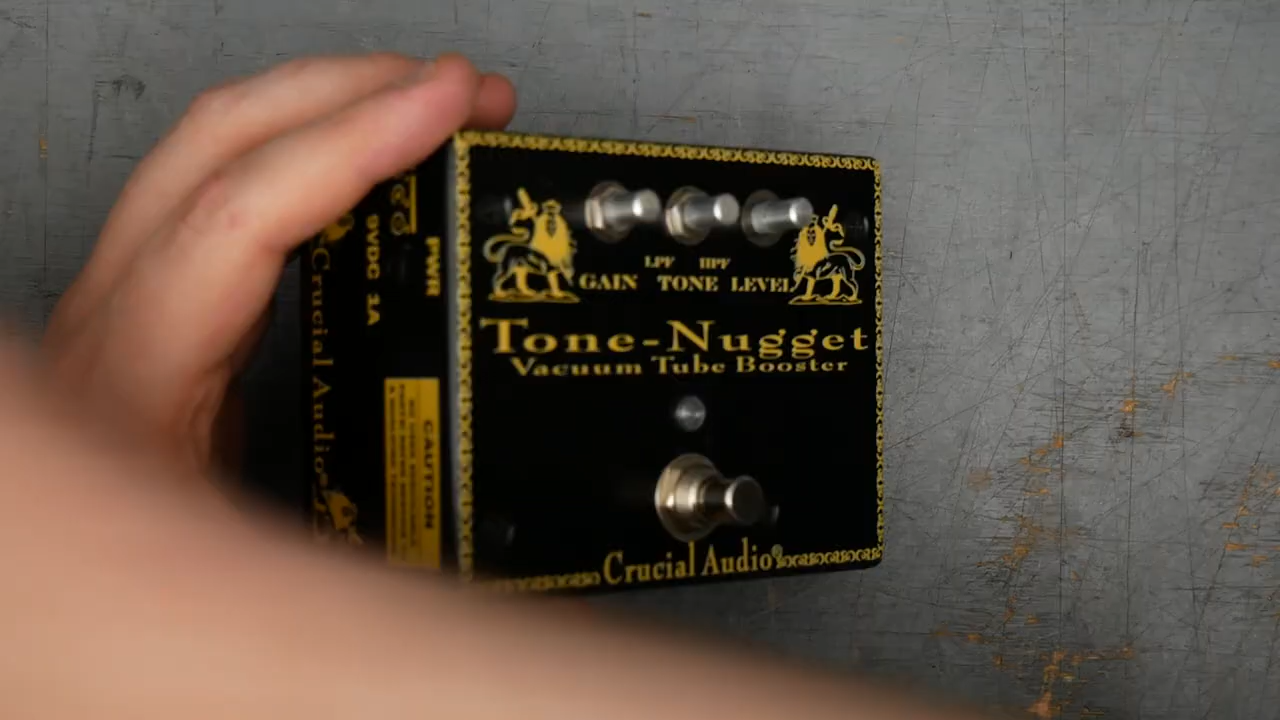 LPF HPF
GAIN TONE LEVEL
Tone-Nugget
Vacuum Tube Booster
Crucial Audio
PWR
9VDC 1A
CAUTION
Crucial Audio